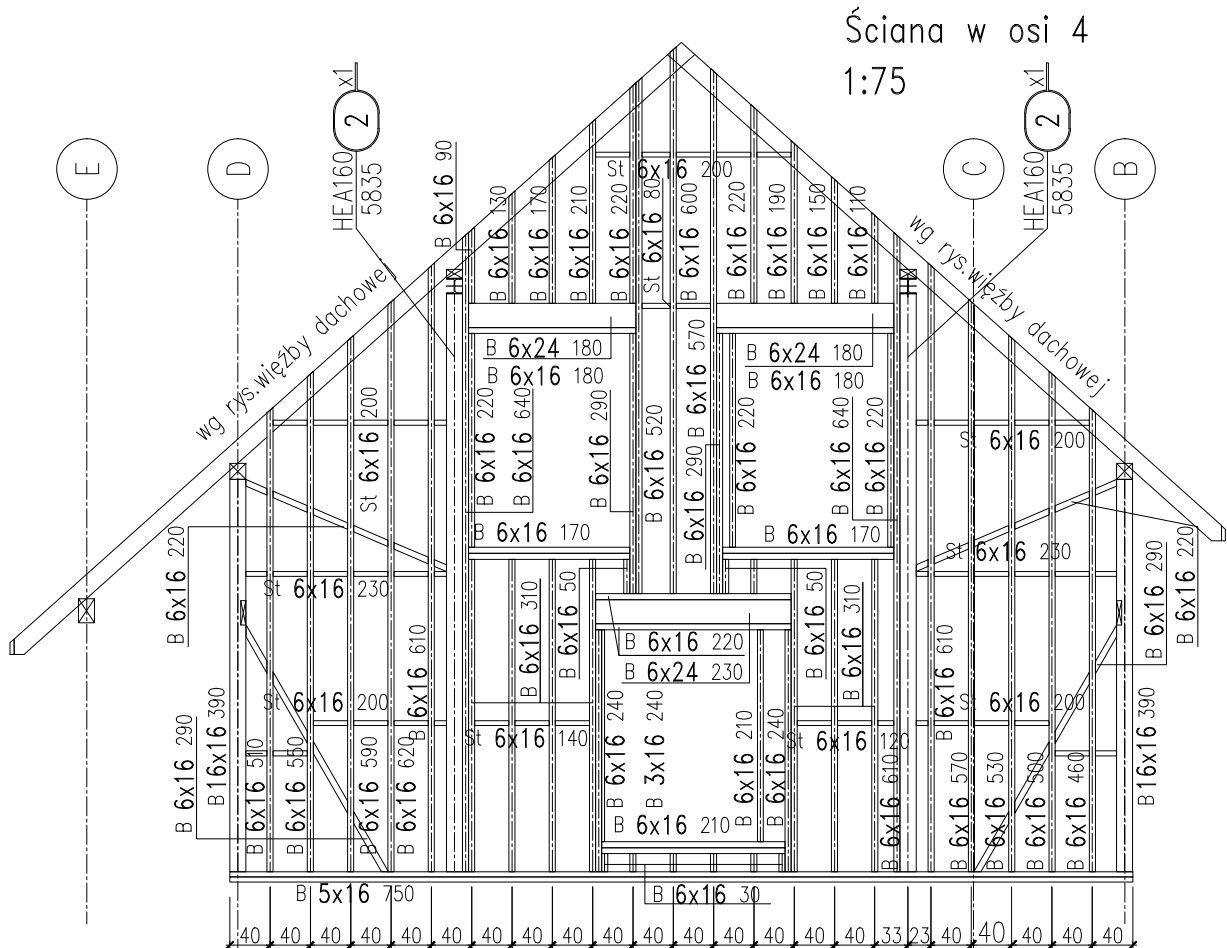 Ściana w osi 4
1:75
E
D
C
B
2
x1
HEA160
5835
2
x1
HEA160
5835
wg rys.więźby dachowej
wg rys.więźby dachowej
St 6x16 200
B 6x16 90
B 6x16 130
B 6x16 170
B 6x16 210
B 6x16 220
St 6x16 80
B 6x16 600
B 6x16 220
B 6x16 190
B 6x16 150
B 6x16 110
B 6x24 180
B 6x16 180
B 6x24 180
B 6x16 180
St 6x16 200
B 6x16 220
B 6x16 640
B 6x16 290
B 6x16 520
B 6x16 570
B 6x16 290
B 6x16 220
B 6x16 640
B 6x16 220
St 6x16 200
B 6x16 170
B 6x16 170
B 6x16 220
St 6x16 230
St 6x16 230
B 6x16 290
B 6x16 220
B 6x16 610
B 6x16 310
B 6x16 50
B 6x16 220
B 6x24 230
B 6x16 50
B 6x16 310
B 6x16 610
St 6x16 200
St 6x16 200
St 6x16 140
St 6x16 120
B 6x16 290
B16x16 390
B 6x16 510
B 6x16 550
B 6x16 590
B 6x16 620
B 6x16 240
B 3x16 240
B 6x16 210
B 6x16 240
B 6x16 610
B 6x16 570
B 6x16 530
B 6x16 500
B 6x16 460
B16x16 390
B 6x16 210
B 5x16 750
B 6x16 30
40 40 40 40 40 40 40 40 40 40 40 40 40 40 40 40 33 23 40 40 40 40 40